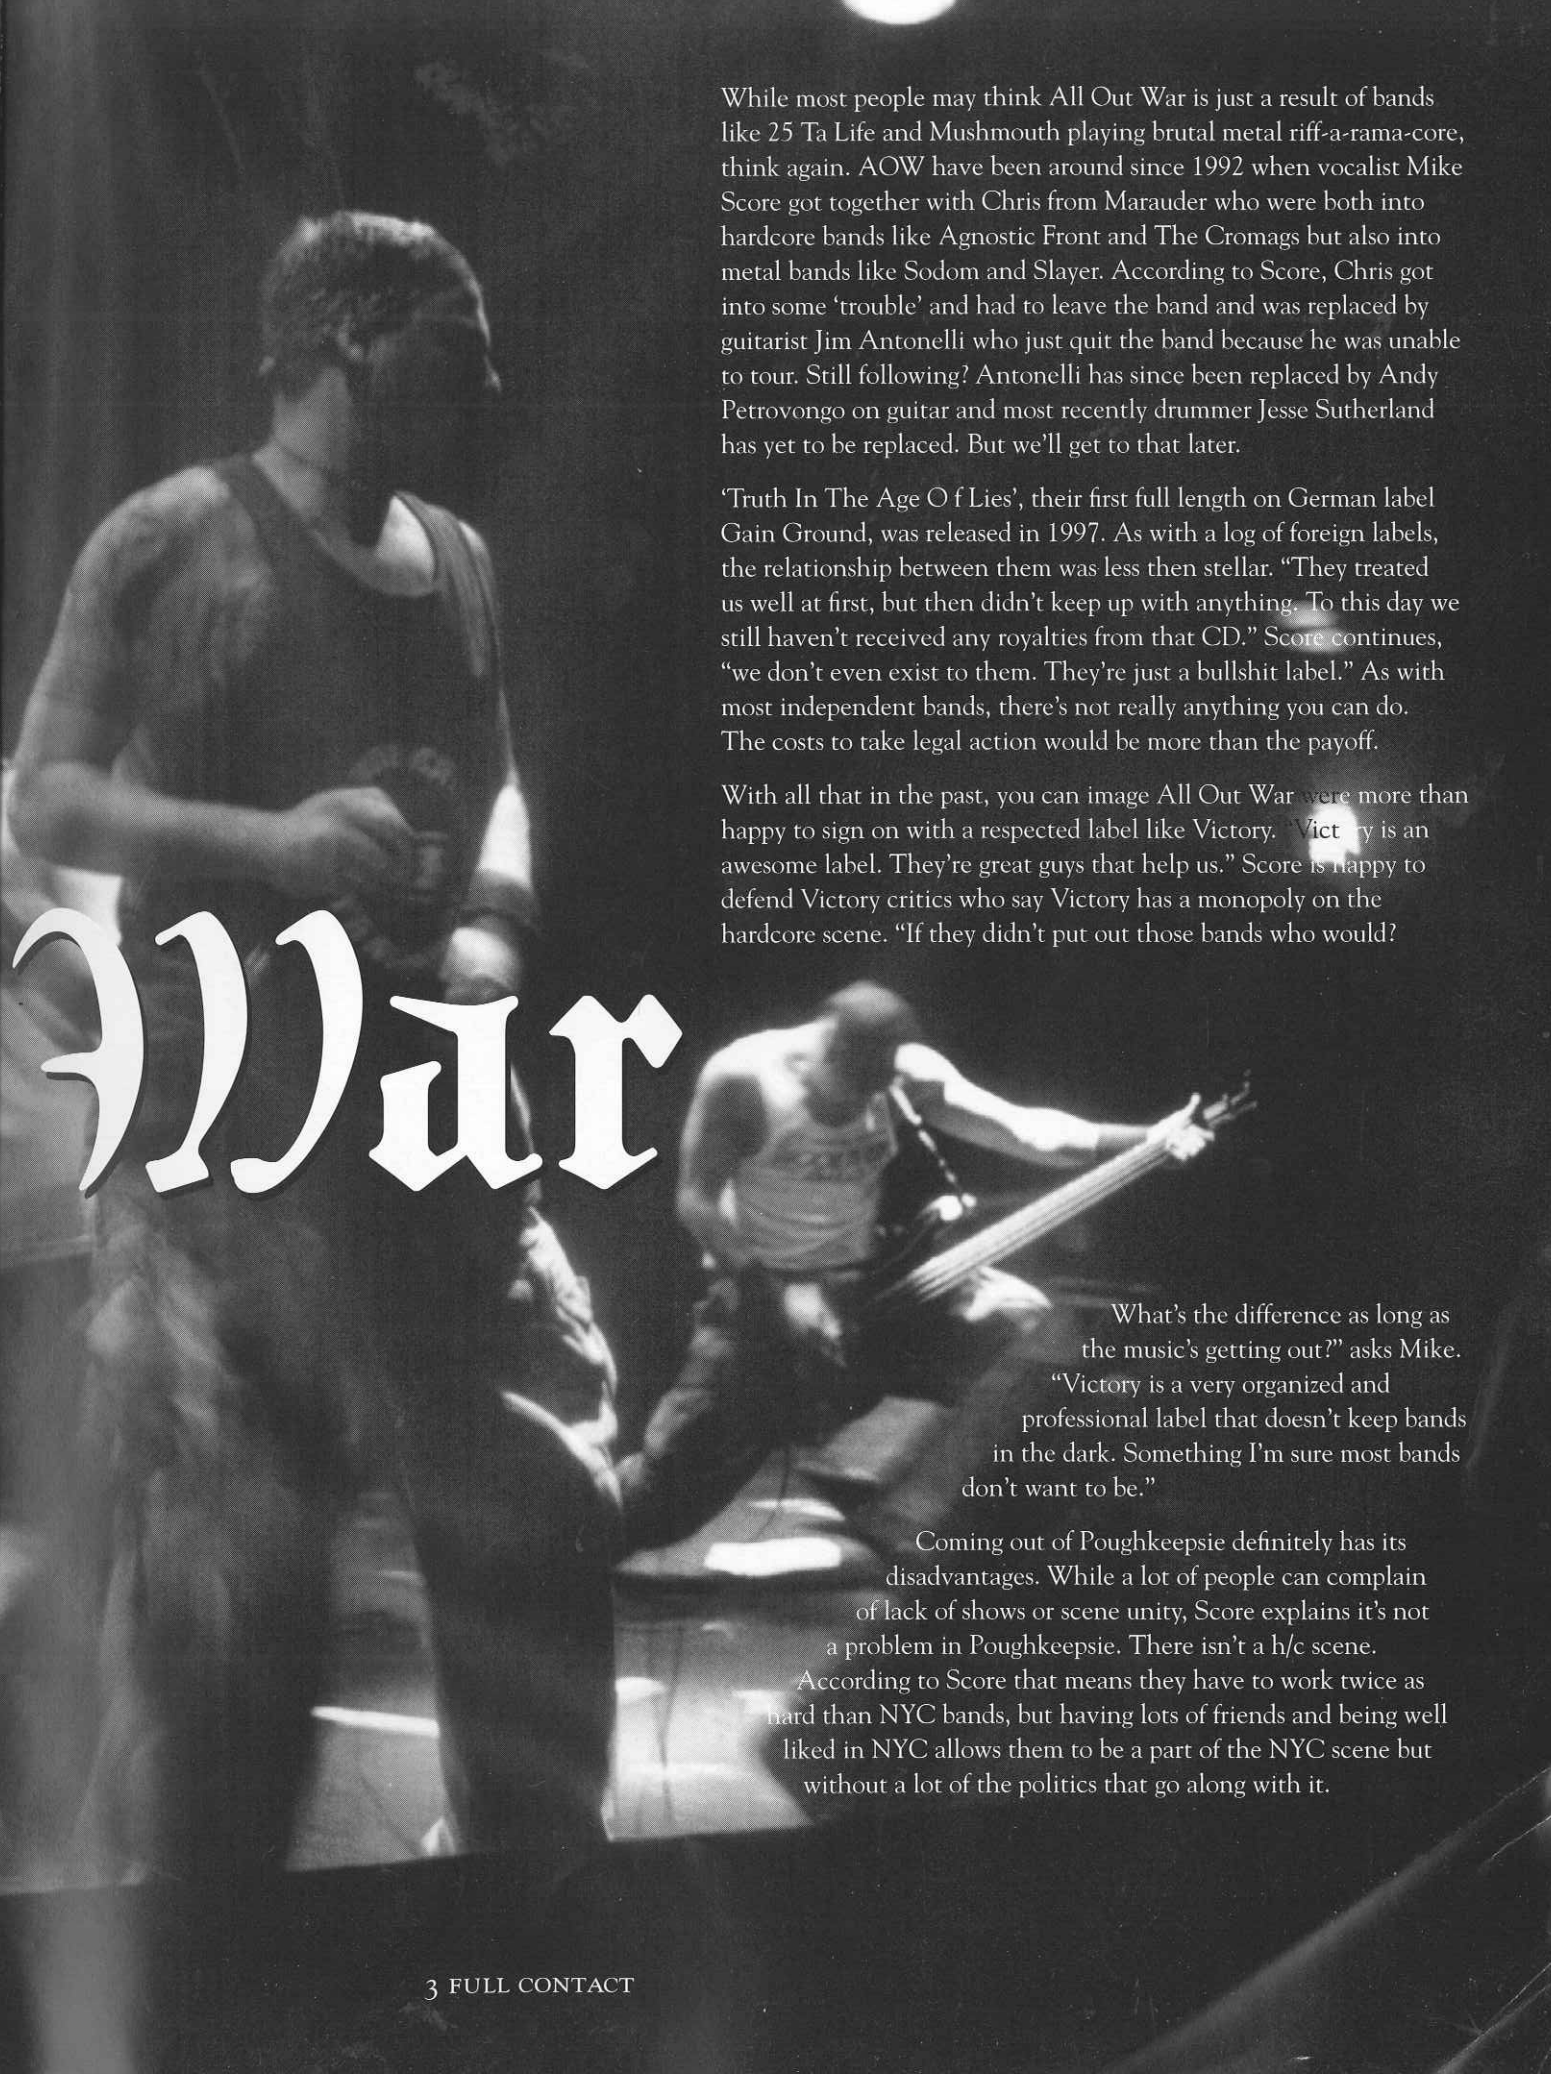 While most people may think All Out War is just a result of bands
like 25 Ta Life and Mushmouth playing brutal metal riff-a-rama-core,
think again. AOW have been around since 1992 when vocalist Mike
Score got together with Chris from Marauder who were both into
hardcore bands like Agnostic Front and The Cromags but also into
metal bands like Sodom and Slayer. According to Score, Chris got
into some ‘trouble’ and had to leave the band and was replaced by
guitarist Jim Antonelli who just quit the band because he was unable
to tour. Still following? Antonelli has since been replaced by Andy
Petrovongo on guitar and most recently drummer Jesse Sutherland
has yet to be replaced. But we’ll get to that later.
‘Truth In The Age O f Lies’, their first full length on German label
Gain Ground, was released in 1997. As with a log of foreign labels,
the relationship between them was less then stellar. “They treated
us well at first, but then didn’t keep up with anything. To this day we
still haven’t received any royalties from that CD.” Score continues,
“we don’t even exist to them. They’re just a bullshit label.” As with
most independent bands, there’s not really anything you can do.
The costs to take legal action would be more than the payoff.
With all that in the past, you can image All Out War were more than
happy to sign on with a respected label like Victory. “Victory is an
awesome label. They’re great guys that help us.” Score is happy to
defend Victory critics who say Victory has a monopoly on the
hardcore scene. “If they didn’t put out those bands who would?
War
What’s the difference as long as
the music’s getting out?” asks Mike.
“Victory is a very organized and
professional label that doesn’t keep bands
in the dark. Something I’m sure most bands
don’t want to be.”
Coming out of Poughkeepsie definitely has its
disadvantages. While a lot of people can complain
of lack of shows or scene unity, Score explains it’s not
a problem in Poughkeepsie. There isn’t a h/c scene.
According to Score that means they have to work twice as
hard than NYC bands, but having lots of friends and being well
liked in NYC allows them to be a part of the NYC scene but
without a lot of the politics that go along with it.
3 FULL CONTACT